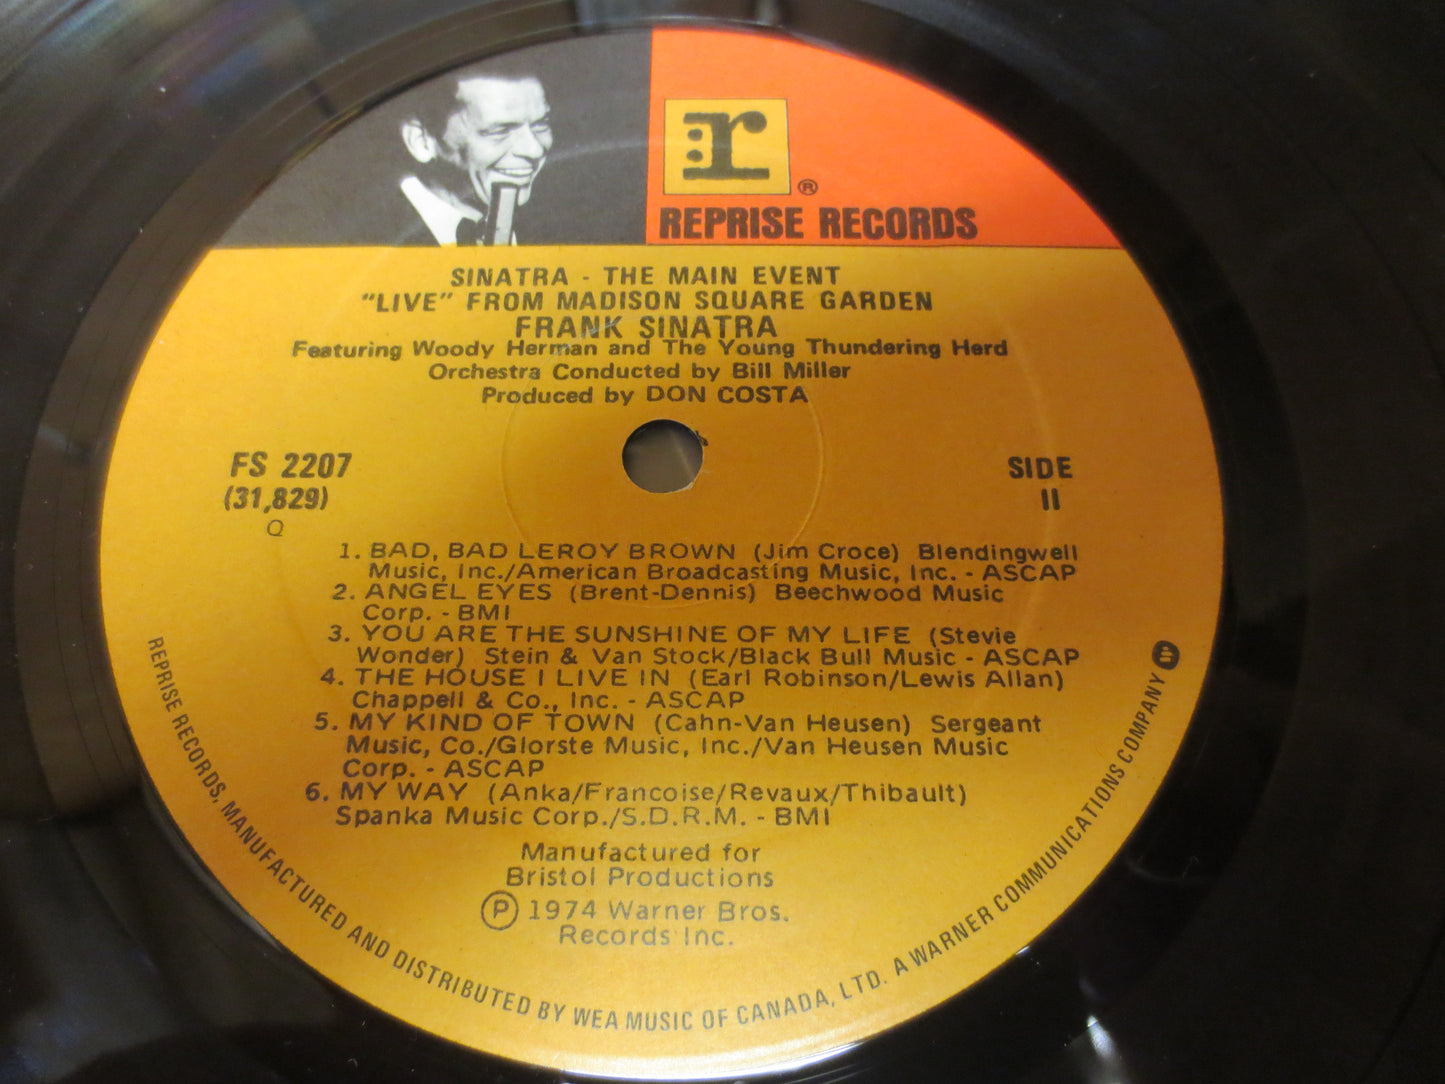 r
®
REPRISE RECORDS
SINATRA - THE MAIN EVENT
"LIVE" FROM MADISON SQUARE GARDEN
FRANK SINATRA
Featuring Woody Herman and The Young Thundering Herd
Orchestra Conducted by Bill Miller
Produced by DON COSTA
FS 2207
(31,829)
Q
SIDE
II
1. BAD, BAD LEROY BROWN (Jim Croce) Blendingwell
Music, Inc./American Broadcasting Music, Inc. - ASCAP
2. ANGEL EYES (Brent-Dennis) Beechwood Music
Corp. - BMI
3. YOU ARE THE SUNSHINE OF MY LIFE (Stevie
Wonder) Stein & Van Stock/Black Bull Music - ASCAP
4. THE HOUSE I LIVE IN (Earl Robinson/Lewis Allan)
Chappell & Co., Inc. - ASCAP
5. MY KIND OF TOWN (Cahn-Van Heusen) Sergeant
Music, Co./Glorste Music, Inc./Van Heusen Music
Corp. - ASCAP
6. MY WAY (Anka/Francoise/Revaux/Thibault)
Spanka Music Corp./S.D.R.M. - BMI
Manufactured for
Bristol Productions
Ⓟ 1974 Warner Bros.
Records Inc.
REPRISE RECORDS, MANUFACTURED AND DISTRIBUTED BY WEA MUSIC OF CANADA, LTD. A WARNER COMMUNICATIONS COMPANY